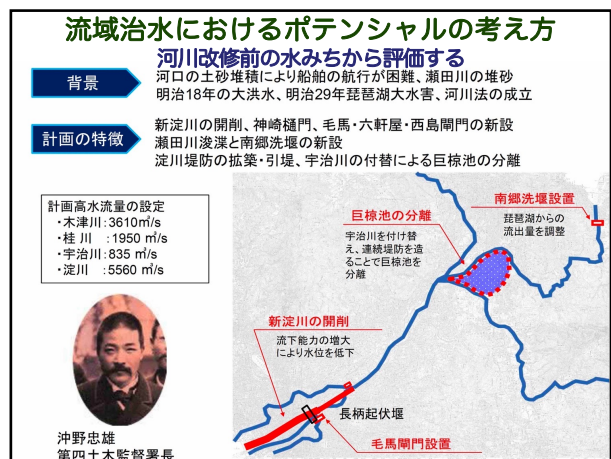 流域治水におけるポテンシャルの考え方
河川改修前の水みちから評価する
背景
河口の土砂堆積により船舶の航行が困難、瀬田川の堆砂
明治18年の大洪水、明治29年琵琶湖大水害、河川法の成立
計画の特徴
新淀川の開削、神崎樋門、毛馬・六軒屋・西島閘門の新設
瀬田川浚渫と南郷洗堰の新設
淀川堤防の拡築・引堤、宇治川の付替による巨椋池の分離
計画高水流量の設定
・木津川:3610㎥/s
・桂 川 :1950 ㎥/s
・宇治川:835 ㎥/s
・淀川 :5560 ㎥/s
沖野忠雄
第四土木監督署長
南郷洗堰設置
琵琶湖からの
流出量を調整
巨椋池の分離
宇治川を付け替
え、連続堤防を造
ることで巨椋池を
分離
新淀川の開削
流下能力の増大
により水位を低下
長柄起伏堰
毛馬閘門設置